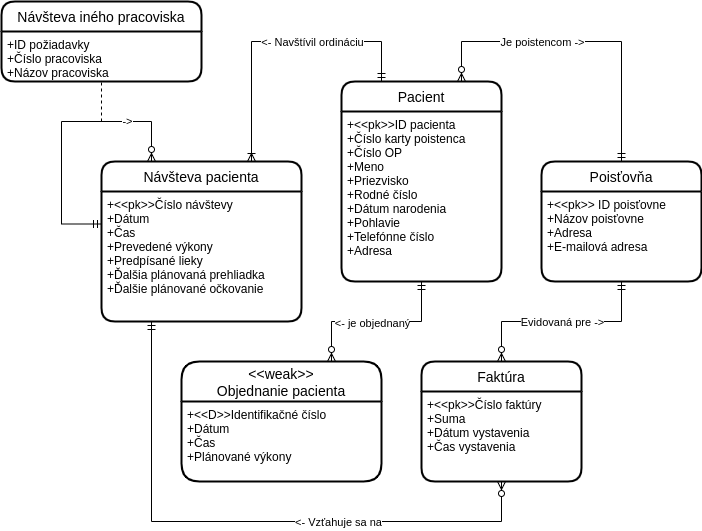 Návšteva iného pracoviska
+ID požiadavky
+Číslo pracoviska
+Názov pracoviska
<- Navštívil ordináciu
Je poistencom ->
->
Pacient
+<<pk>>ID pacienta
+Číslo karty poistenca
+Číslo OP
+Meno
+Priezvisko
+Rodné číslo
+Dátum narodenia
+Pohlavie
+Telefónne číslo
+Adresa
Návšteva pacienta
+<<pk>>Číslo návštevy
+Dátum
+Čas
+Prevedené výkony
+Predpísané lieky
+Ďalšia plánovaná prehliadka
+Ďalšie plánované očkovanie
Poisťovňa
+<<pk>> ID poisťovne
+Názov poisťovne
+Adresa
+E-mailová adresa
<- je objednaný
Evidovaná pre ->
<<weak>>
Objednanie pacienta
+<<D>>Identifikačné číslo
+Dátum
+Čas
+Plánované výkony
Faktúra
+<<pk>>Číslo faktúry
+Suma
+Dátum vystavenia
+Čas vystavenia
<- Vzťahuje sa na